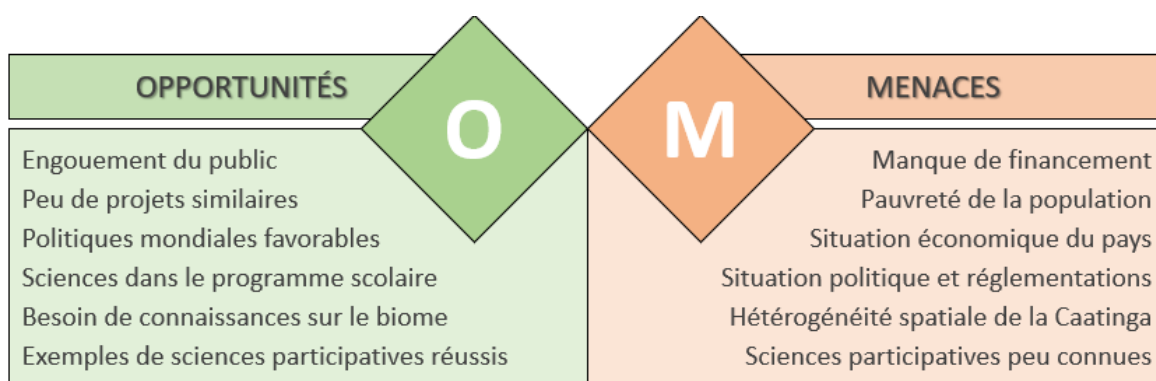 OPPORTUNITÉS
O
Engouement du public
Peu de projets similaires
Politiques mondiales favorables
Sciences dans le programme scolaire
Besoin de connaissances sur le biome
Exemples de sciences participatives réussis
M
MENACES
Manque de financement
Pauvreté de la population
Situation économique du pays
Situation politique et réglementations
Hétérogénéité spatiale de la Caatinga
Sciences participatives peu connues